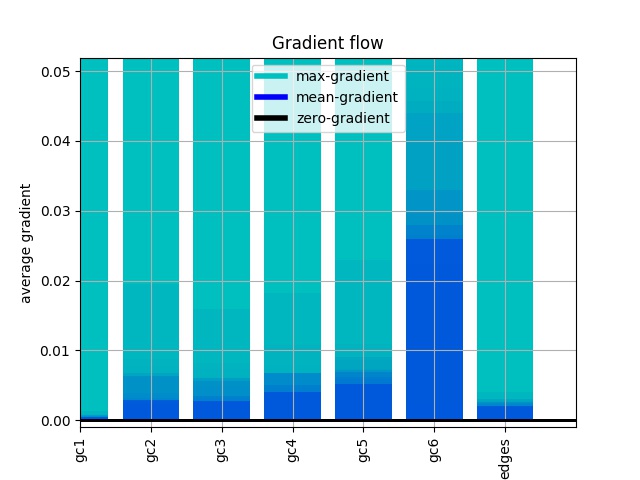 Gradient flow
max-gradient
mean-gradient
zero-gradient
average gradient
0.05
0.04
0.03
0.02
0.01
0.00
gc1
gc2
gc3
gc4
gc5
gc6
edges